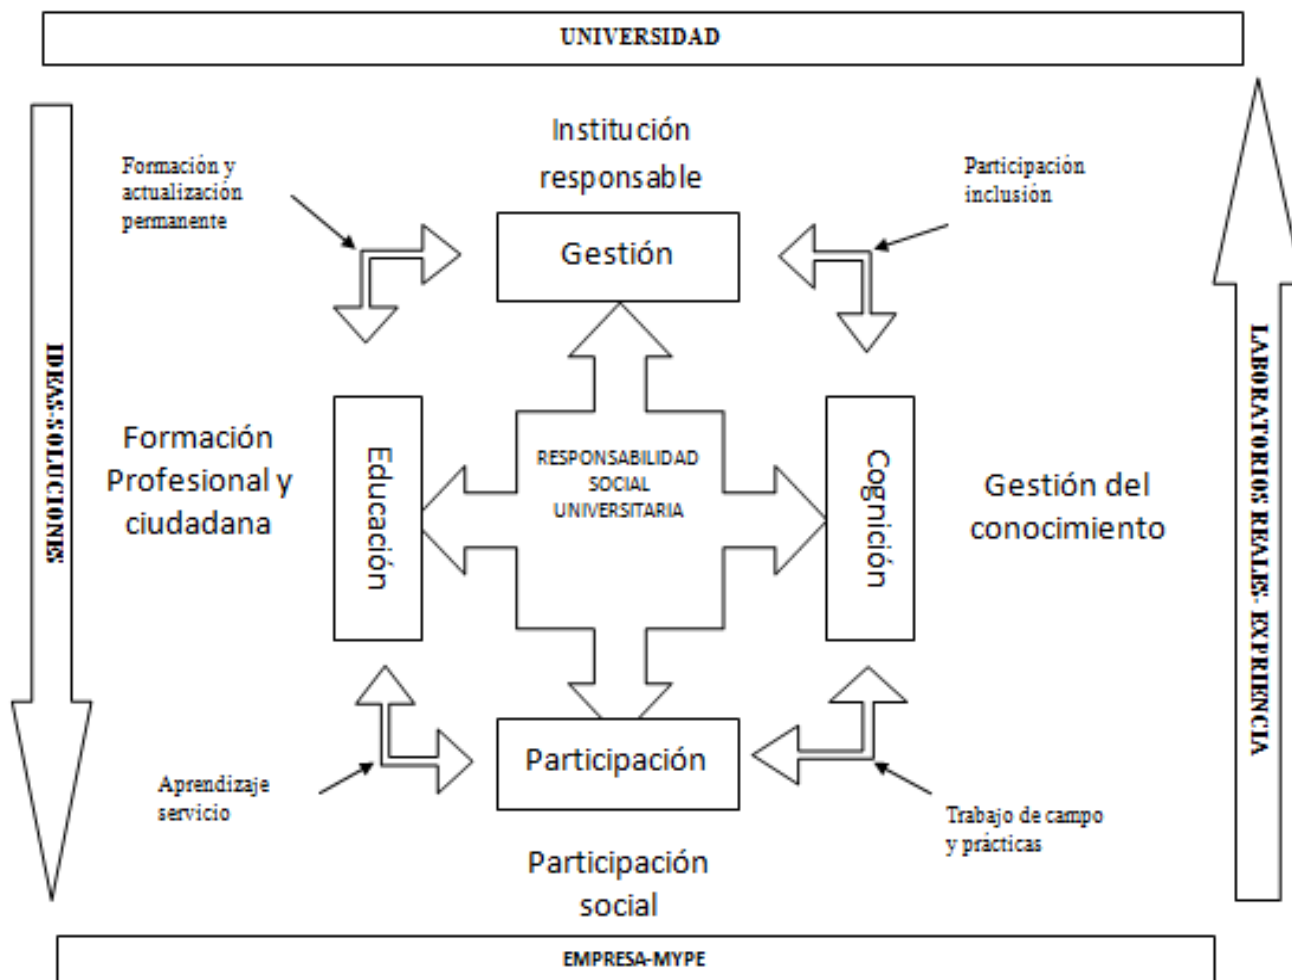 UNIVERSIDAD
Institución
responsable
Formación y
actualización
permanente
Participación
inclusión
Gestión
IDEAS-SOLUCIONES
LABORATORIOS REALES- EXPRIENCIA
Formación
Profesional y
ciudadana
Educación
RESPONSABILIDAD
SOCIAL
UNIVERSITARIA
Cognición
Gestión del
conocimiento
Participación
Aprendizaje
servicio
Trabajo de campo
y prácticas
Participación
social
EMPRESA-MYPE